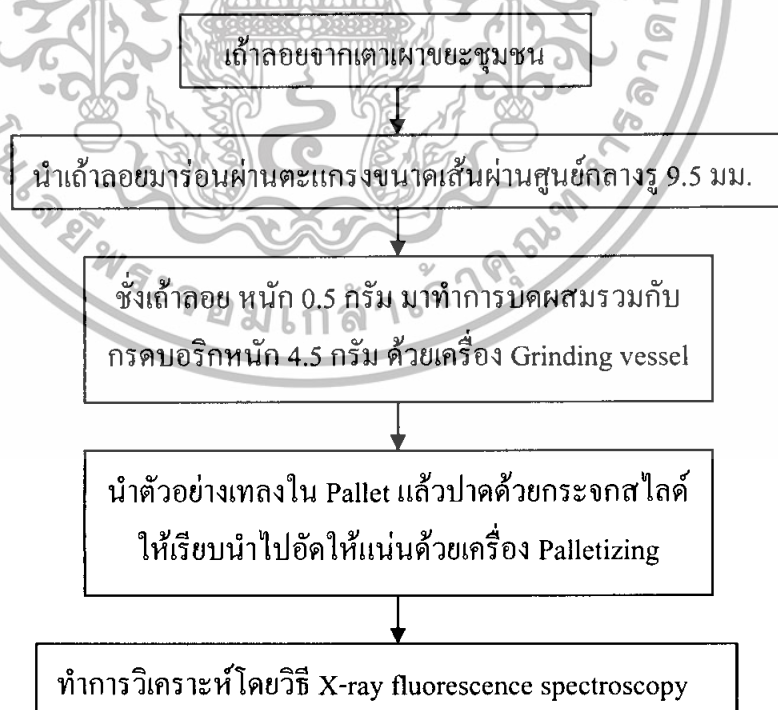 เถ้าลอยจากเตาเผาขยะชุมชน
นำเถ้าลอยมาร่อนผ่านตะแกรงขนาดเส้นผ่านศูนย์กลางรู 9.5 มม.
ชั่งเถ้าลอย หนัก 0.5 กรัม มาทำการบดผสมรวมกับ
กรดบอริกหนัก 4.5 กรัม ด้วยเครื่อง Grinding vessel
นำตัวอย่างเทลงใน Pallet แล้วปาดด้วยกระจกสไลด์
ให้เรียบนำไปอัดให้แน่นด้วยเครื่อง Palletizing
ทำการวิเคราะห์โดยวิธี X-ray fluorescence spectroscopy